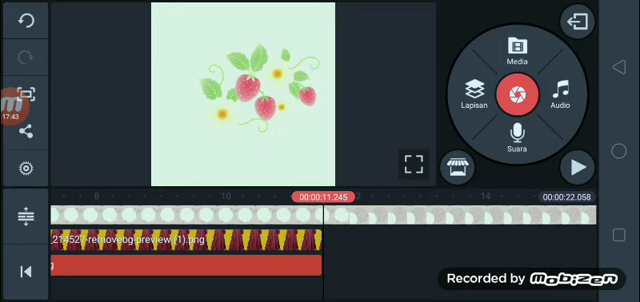 17:43
Media
Lapisan
Audio
Suara
8
10
00:00:11.245
14
00:00:22.058
_214527-removebg-preview (1).png
Recorded by Mobizen